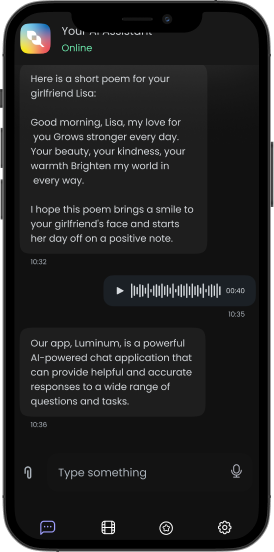 Your AI Assistant
Online
Here is a short poem for your
girlfriend Lisa:
Good morning, Lisa, my love for
you Grows stronger every day.
Your beauty, your kindness, your
warmth Brighten my world in
every way.
I hope this poem brings a smile to
your girlfriend's face and starts
her day off on a positive note.
10:32
00:40
10:35
Our app, Luminum, is a powerful
AI-powered chat application that
can provide helpful and accurate
responses to a wide range of
questions and tasks.
10:36
Type something